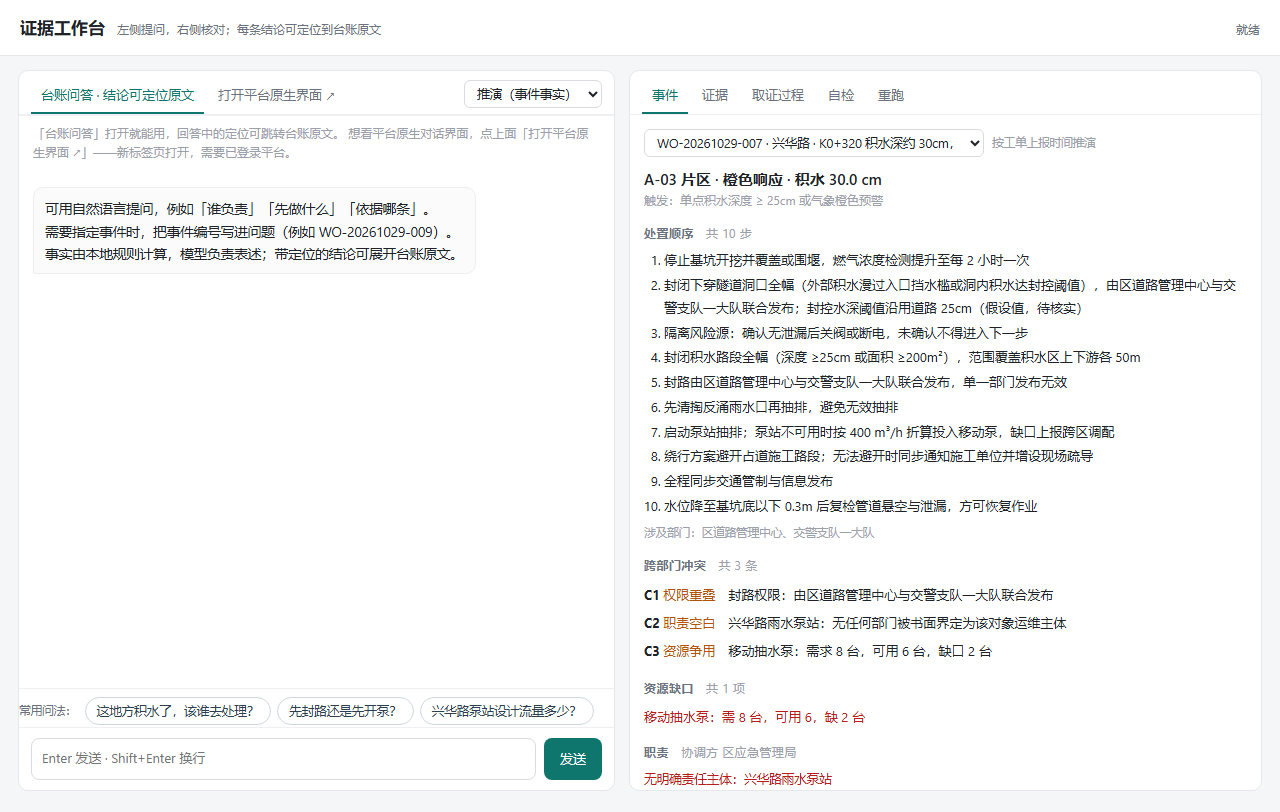 证据工作台 左侧提问，右侧核对；每条结论可定位到台账原文 就绪
台账问答 · 结论可定位原文 打开平台原生界面 ↗ 推演（事件事实）
「台账问答」打开就能用，回答中的定位可跳转台账原文。 想看平台原生对话界面，点上面「打开平台原
生界面 ↗」——新标签页打开，需要已登录平台。
可用自然语言提问，例如「谁负责」「先做什么」「依据哪条」。
需要指定事件时，把事件编号写进问题（例如 WO-20261029-009）。
事实由本地规则计算，模型负责表述；带定位的结论可展开台账原文。
常用问法： 这地方积水了，该谁去处理？ 先封路还是先开泵？ 兴华路泵站设计流量多少？
Enter 发送 · Shift+Enter 换行 发送
事件 证据 取证过程 自检 重跑
WO-20261029-007 · 兴华路 · K0+320 积水深约 30cm， 按工单上报时间推演
A-03 片区 · 橙色响应 · 积水 30.0 cm
触发：单点积水深度 ≥ 25cm 或气象橙色预警
处置顺序 共 10 步
1. 停止基坑开挖并覆盖或围堰，燃气浓度检测提升至每 2 小时一次
2. 封闭下穿隧道洞口全幅（外部积水漫过入口挡水槛或洞内积水达封控阈值），由区道路管理中心与交
警支队一大队联合发布；封控水深阈值沿用道路 25cm（假设值，待核实）
3. 隔离风险源：确认无泄漏后关阀或断电，未确认不得进入下一步
4. 封闭积水路段全幅（深度 ≥25cm 或面积 ≥200m²），范围覆盖积水区上下游各 50m
5. 封路由区道路管理中心与交警支队一大队联合发布，单一部门发布无效
6. 先清掏反涌雨水口再抽排，避免无效抽排
7. 启动泵站抽排；泵站不可用时按 400 m³/h 折算投入移动泵，缺口上报跨区调配
8. 绕行方案避开占道施工路段；无法避开时同步通知施工单位并增设现场疏导
9. 全程同步交通管制与信息发布
10. 水位降至基坑底以下 0.3m 后复检管道悬空与泄漏，方可恢复作业
涉及部门：区道路管理中心、交警支队一大队
跨部门冲突 共 3 条
C1 权限重叠 封路权限：由区道路管理中心与交警支队一大队联合发布
C2 职责空白 兴华路雨水泵站：无任何部门被书面界定为该对象运维主体
C3 资源争用 移动抽水泵：需求 8 台，可用 6 台，缺口 2 台
资源缺口 共 1 项
移动抽水泵：需 8 台，可用 6，缺 2 台
职责 协调方 区应急管理局
无明确责任主体：兴华路雨水泵站